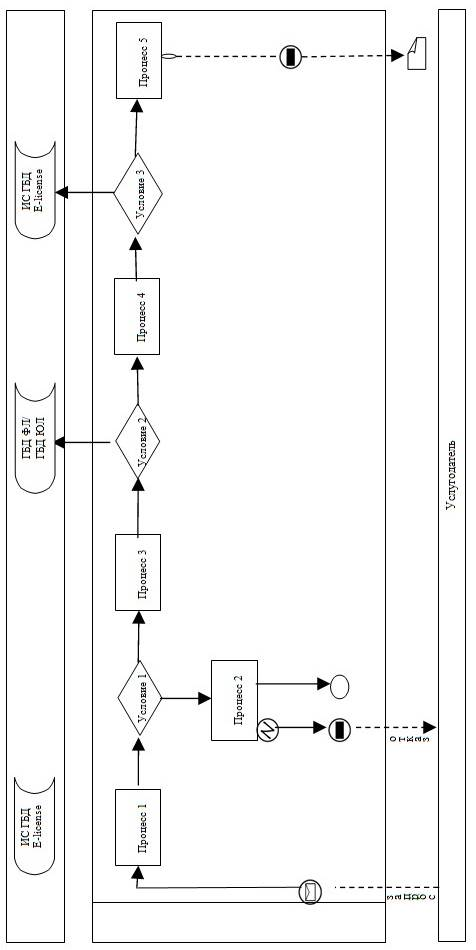 ИС ГБД
E-license
ГБД ФЛ/
ГБД ЮЛ
ИС ГБД
E-license
Процесс 1
Условие 1
Процесс 2
Процесс 3
Условие 2
Процесс 4
Условие 3
Процесс 5
запрос
отказ
Услугодатель